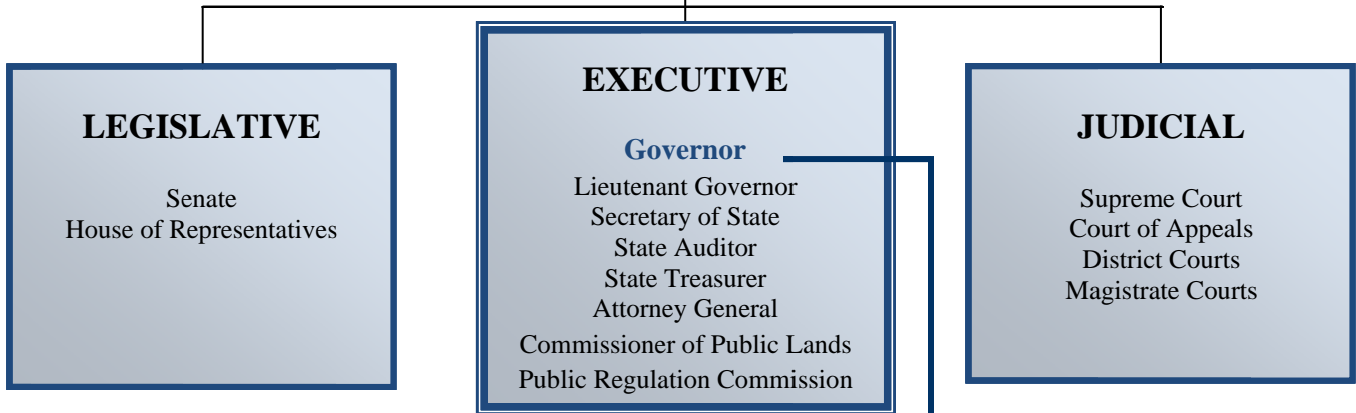 LEGISLATIVE
Senate
House of Representatives
EXECUTIVE
Governor
Lieutenant Governor
Secretary of State
State Auditor
State Treasurer
Attorney General
Commissioner of Public Lands
Public Regulation Commission
JUDICIAL
Supreme Court
Court of Appeals
District Courts
Magistrate Courts